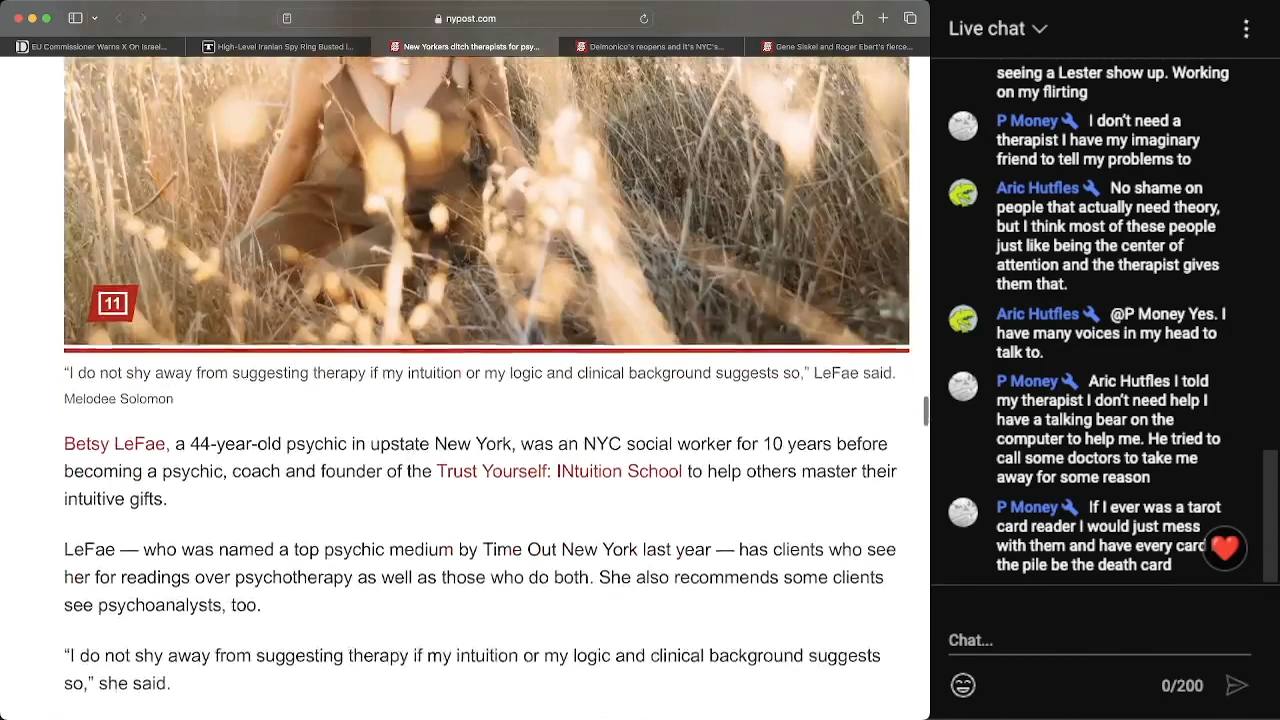 nypost.com
EU Commissioner Warns X On Israel...
High-Level Iranian Spy Ring Busted I...
New Yorkers ditch therapists for psy...
Delmonico's reopens and it's NYC's...
Gene Siskel and Roger Ebert's fierce...
11
“I do not shy away from suggesting therapy if my intuition or my logic and clinical background suggests so,” LeFae said.
Melodee Solomon
Betsy LeFae, a 44-year-old psychic in upstate New York, was an NYC social worker for 10 years before
becoming a psychic, coach and founder of the Trust Yourself: INtuition School to help others master their
intuitive gifts.
LeFae — who was named a top psychic medium by Time Out New York last year — has clients who see
her for readings over psychotherapy as well as those who do both. She also recommends some clients
see psychoanalysts, too.
“I do not shy away from suggesting therapy if my intuition or my logic and clinical background suggests
so,” she said.
Live chat
seeing a Lester show up. Working
on my flirting
P Money I don't need a
therapist I have my imaginary
friend to tell my problems to
Aric Hutfles No shame on
people that actually need theory,
but I think most of these people
just like being the center of
attention and the therapist gives
them that.
Aric Hutfles @P Money Yes. I
have many voices in my head to
talk to.
P Money Aric Hutfles I told
my therapist I don't need help I
have a talking bear on the
computer to help me. He tried to
call some doctors to take me
away for some reason
P Money If I ever was a tarot
card reader I would just mess
with them and have every card
the pile be the death card
Chat...
0/200